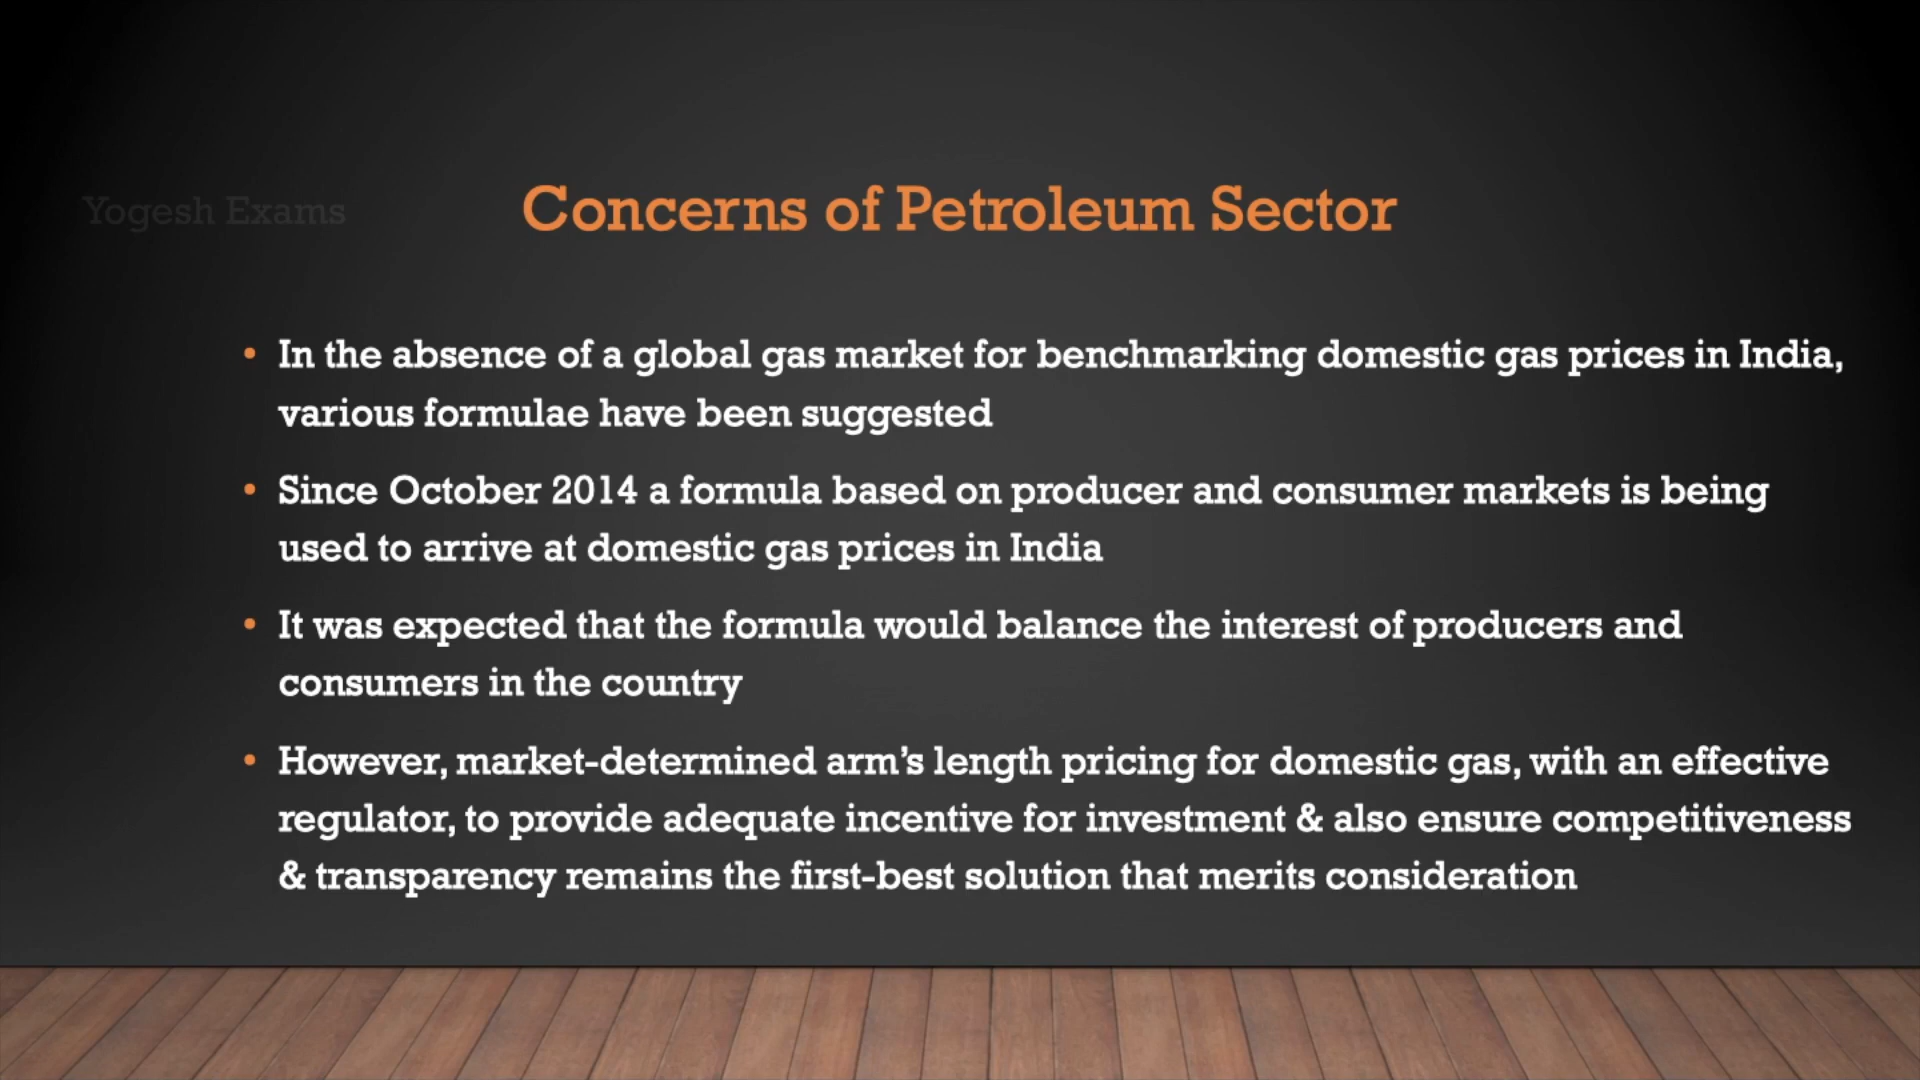 Yogesh Exams
Concerns of Petroleum Sector
• In the absence of a global gas market for benchmarking domestic gas prices in India,
various formulae have been suggested
• Since October 2014 a formula based on producer and consumer markets is being
used to arrive at domestic gas prices in India
• It was expected that the formula would balance the interest of producers and
consumers in the country
• However, market-determined arm’s length pricing for domestic gas, with an effective
regulator, to provide adequate incentive for investment & also ensure competitiveness
& transparency remains the first-best solution that merits consideration